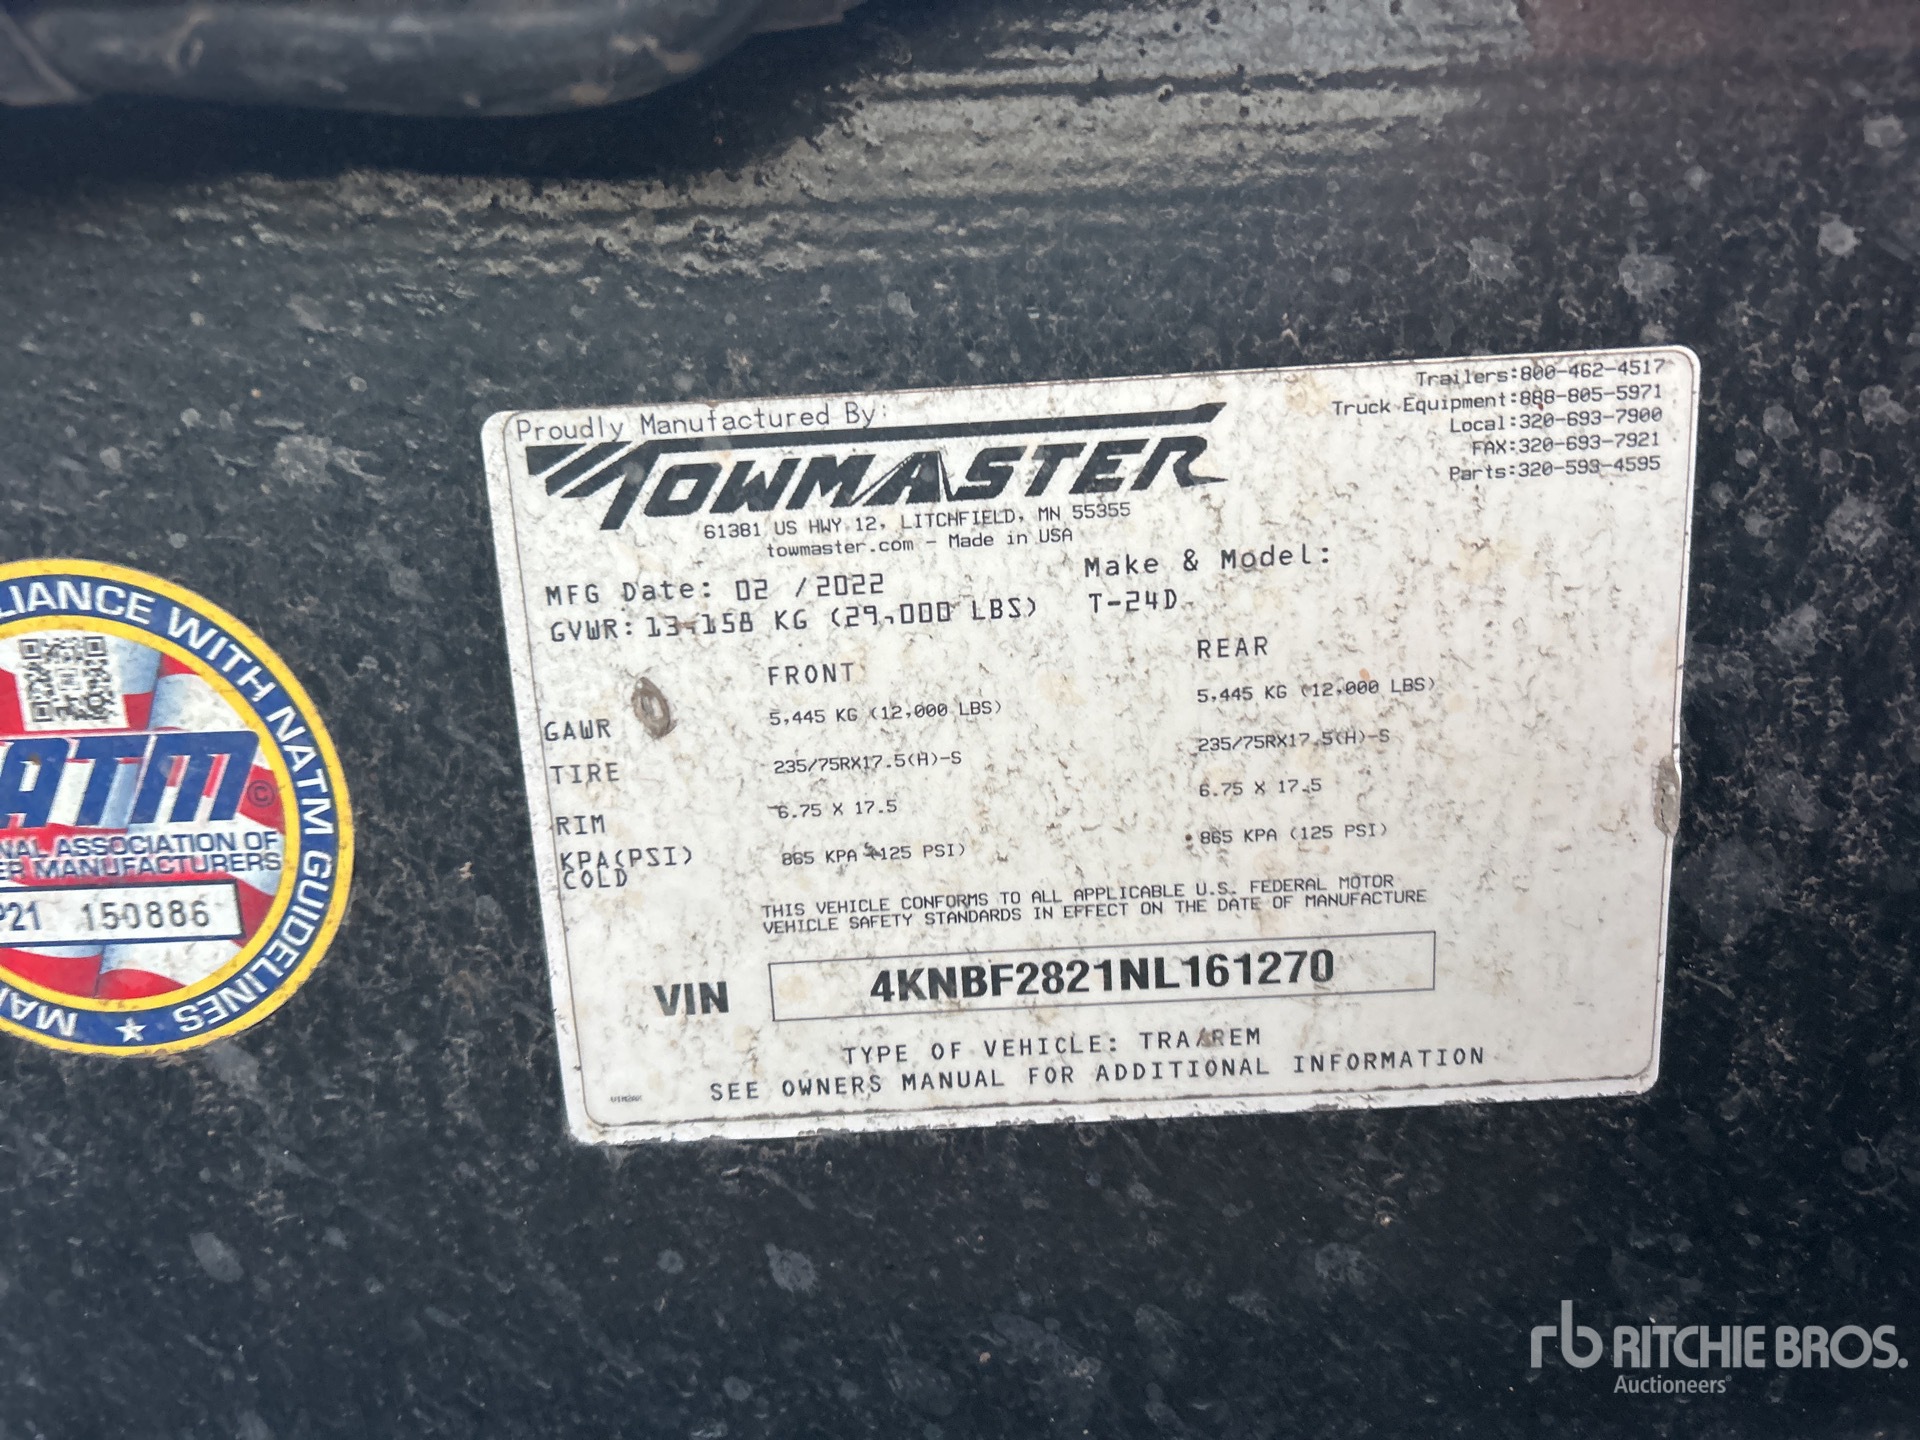 Proudly Manufactured By:
TOWMASTER
61381 US HWY 12, LITCHFIELD, MN 55355
towmaster.com - Made in USA
Trailers:800-462-4517
Truck Equipment:888-805-5971
Local:320-693-7900
FAX:320-693-7921
Parts:320-593-4595
MFG Date: 02 /2022
GVWR: 13,158 KG (29,000 LBS)
Make & Model:
T-24D
FRONT REAR
GAWR 5,445 KG (12,000 LBS) 5,445 KG (12,000 LBS)
TIRE 235/75RX17.5(H)-S 235/75RX17.5(H)-S
RIM 6.75 X 17.5 6.75 X 17.5
KPA(PSI) 865 KPA (125 PSI) 865 KPA (125 PSI)
COLD
THIS VEHICLE CONFORMS TO ALL APPLICABLE U.S. FEDERAL MOTOR
VEHICLE SAFETY STANDARDS IN EFFECT ON THE DATE OF MANUFACTURE
VIN 4KNBF2821NL161270
TYPE OF VEHICLE: TRA/REM
SEE OWNERS MANUAL FOR ADDITIONAL INFORMATION
LIANCE WITH NATM GUIDELINES ★ MA
ATM ©
NAL ASSOCIATION OF
ER MANUFACTURERS
P21 150886
rb RITCHIE BROS.
Auctioneers